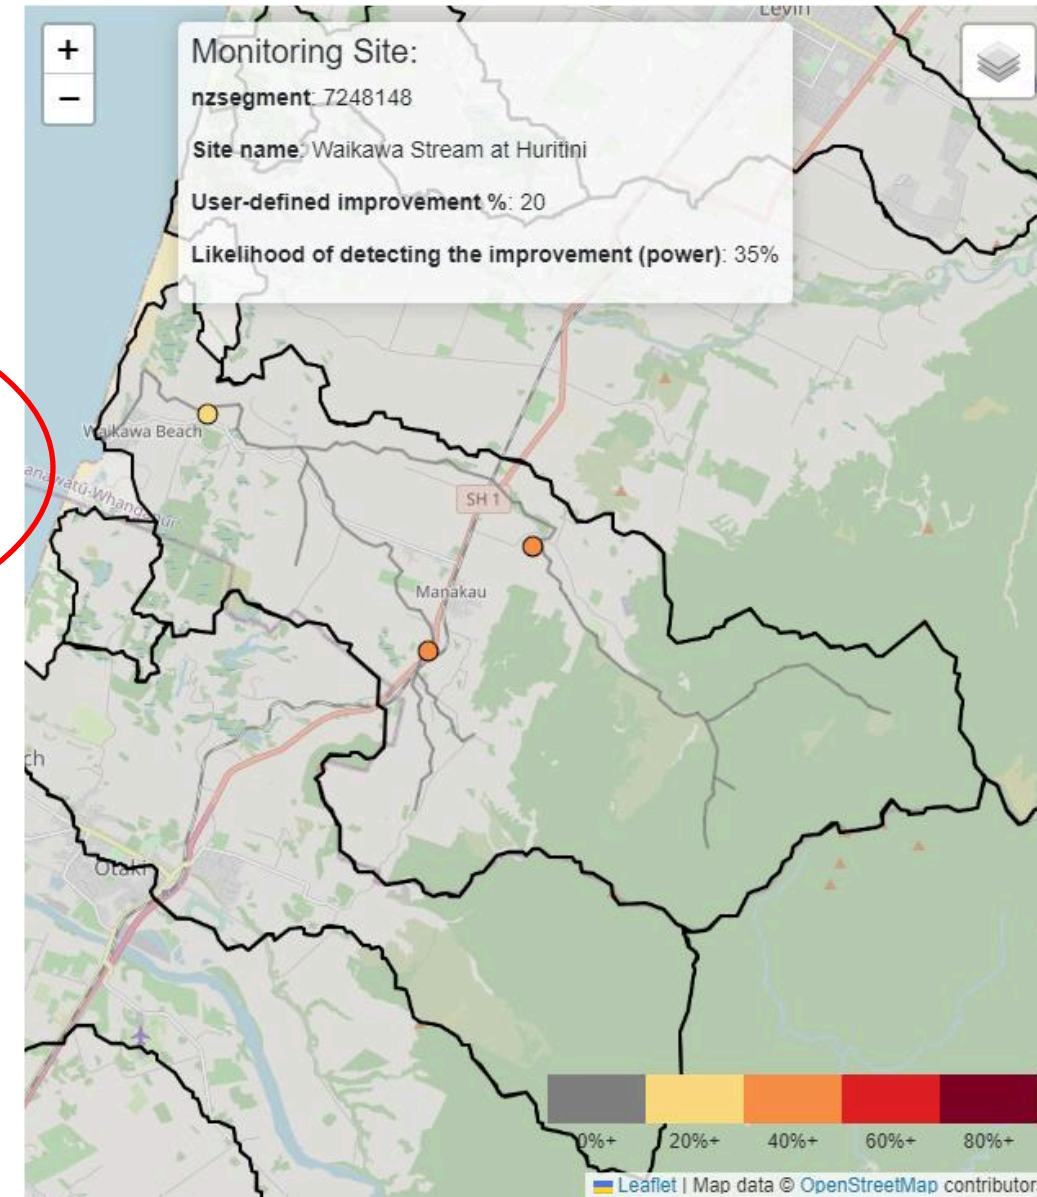 Levin
+
−
Monitoring Site:
nzsegment: 7248148
Site name: Waikawa Stream at Huritini
User-defined improvement %: 20
Likelihood of detecting the improvement (power): 35%
Waikawa Beach
SH 1
Manakau
ch
Otaki
0%+ 20%+ 40%+ 60%+ 80%+
Leaflet | Map data © OpenStreetMap contributor